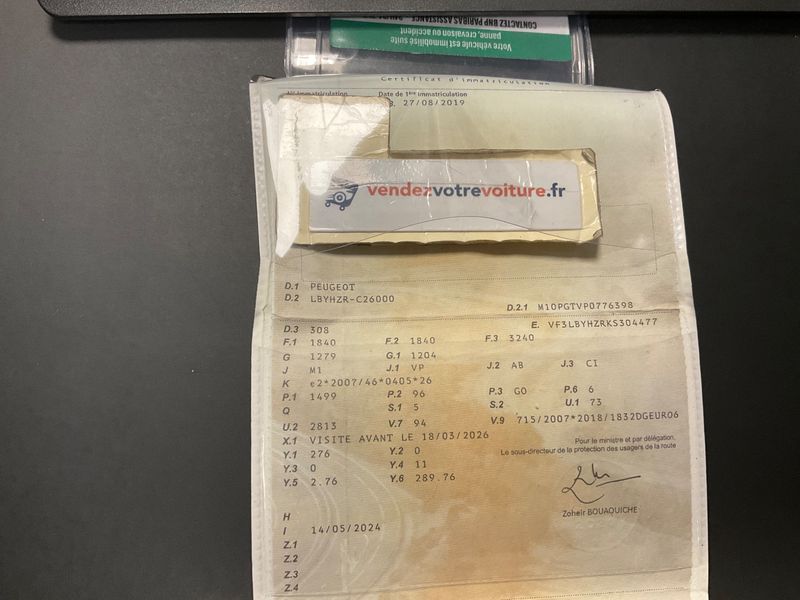 Votre véhicule est immobilisé suite
panne, crevaison ou accident
CONTACTEZ BNP PARIBAS ASSISTANCE
Certificat d'immatriculation
N° immatriculation
Date de 1ère immatriculation
B. 27/08/2019
vendezvotrevoiture.fr
D.1 PEUGEOT
D.2 LBYHZR-C26000
D.2.1 M10PGTVP0776398
D.3 308
E. VF3LBYHZRKS304477
F.1 1840 F.2 1840 F.3 3240
G 1279 G.1 1204
J M1 J.1 VP J.2 AB J.3 CI
K e2*2007/46*0405*26
P.1 1499 P.2 96 P.3 GO P.6 6
Q S.1 5 S.2 U.1 73
U.2 2813 V.7 94 V.9 715/2007*2018/1832DGEURO6
X.1 VISITE AVANT LE 18/03/2026
Y.1 276 Y.2 0
Y.3 0 Y.4 11
Y.5 2.76 Y.6 289.76
Pour le ministre et par délégation,
Le sous-directeur de la protection des usagers de la route
Zoheir BOUAOUICHE
H
I 14/05/2024
Z.1
Z.2
Z.3
Z.4